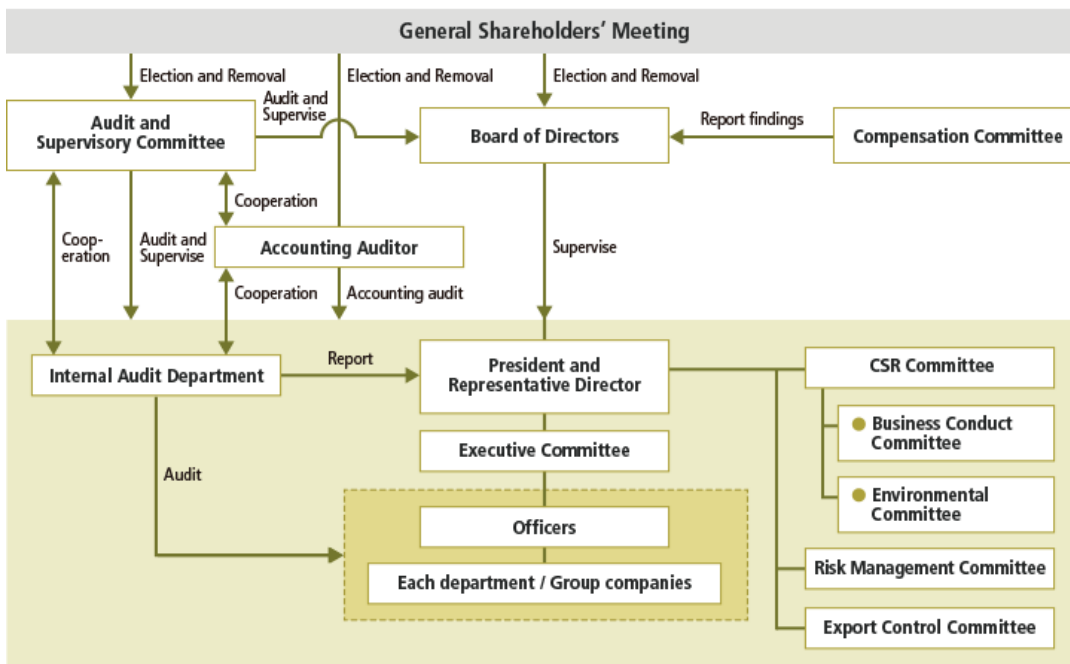 General Shareholders’ Meeting
Election and Removal
Election and Removal
Election and Removal
Audit and
Supervisory Committee
Audit and
Supervise
Board of Directors
Report findings
Compensation Committee
Cooperation
Coop-
eration
Audit and
Supervise
Accounting Auditor
Supervise
Cooperation
Accounting audit
Internal Audit Department
Report
President and
Representative Director
CSR Committee
Business Conduct
Committee
Executive Committee
Audit
Environmental
Committee
Officers
Each department / Group companies
Risk Management Committee
Export Control Committee